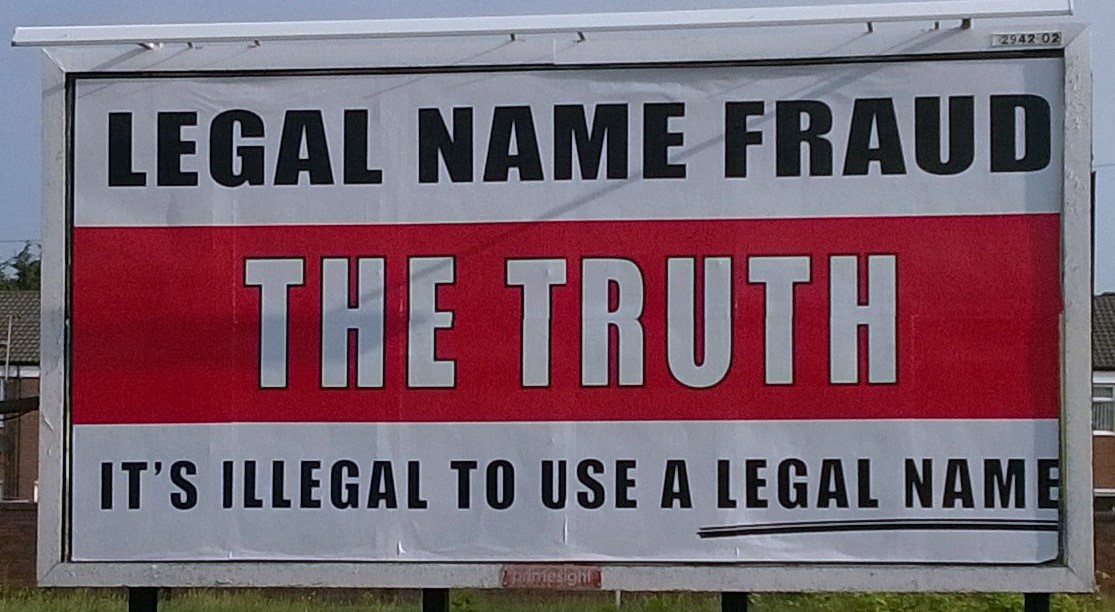 2942 02
LEGAL NAME FRAUD
THE TRUTH
IT'S ILLEGAL TO USE A LEGAL NAME
primesight